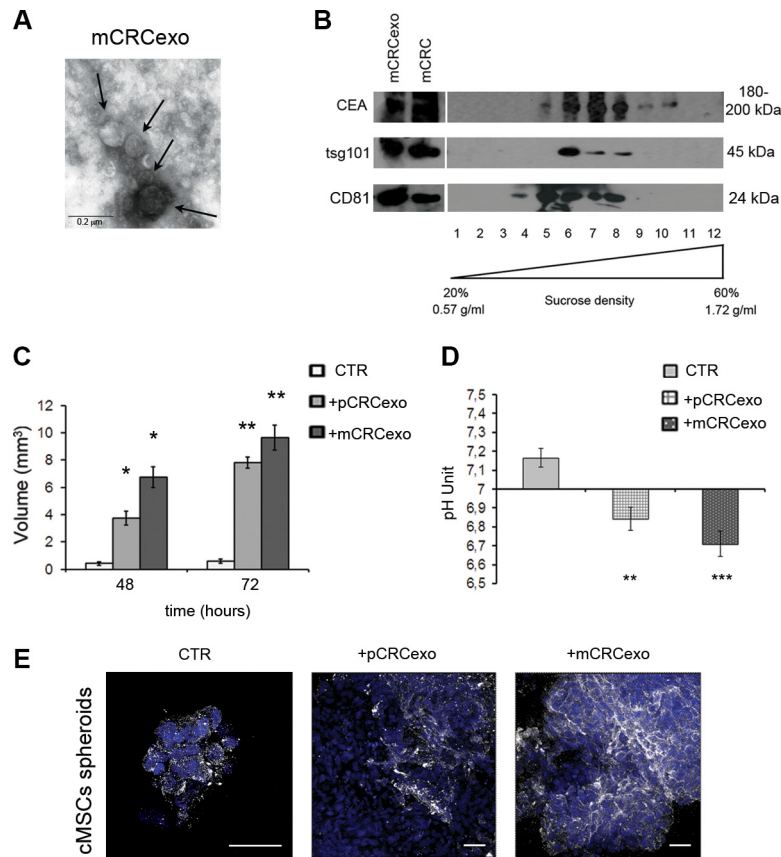 A
mCRCexo
0.2 µm
B
mCRCexo
mCRC
CEA
180-
200 kDa
tsg101
45 kDa
CD81
24 kDa
1 2 3 4 5 6 7 8 9 10 11 12
20%
0.57 g/ml
Sucrose density
60%
1.72 g/ml
C
CTR
+pCRCexo
+mCRCexo
Volume (mm³)
12
10
8
6
4
2
0
*
*
**
**
48
72
time (hours)
D
CTR
+pCRCexo
+mCRCexo
pH Unit
7,5
7,4
7,3
7,2
7,1
7
6,9
6,8
6,7
6,6
6,5
**
***
E
CTR
+pCRCexo
+mCRCexo
cMSCs spheroids